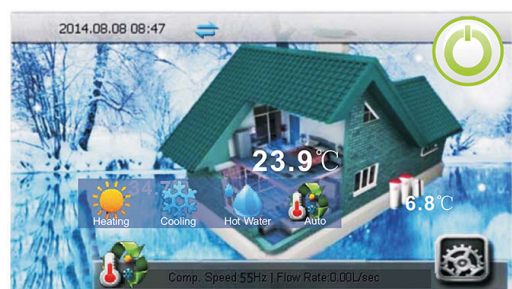 2014.08.08 08:47
23.9℃
6.8℃
Heating Cooling Hot Water Auto
Comp. Speed:55Hz | Flow Rate:0.00L/sec